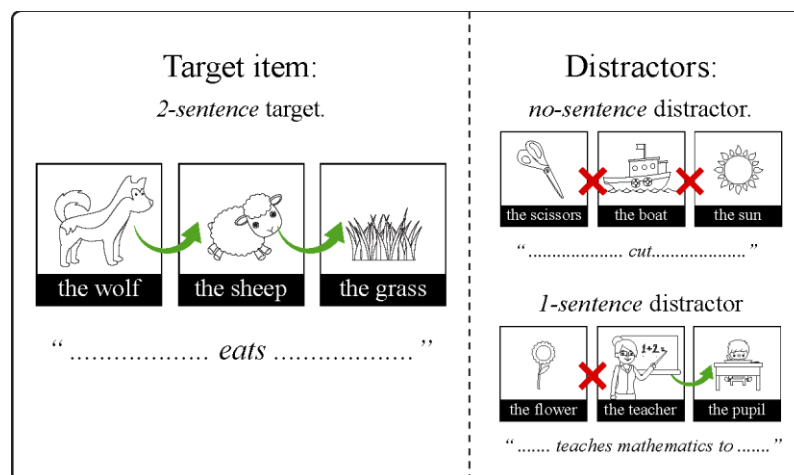 Target item:
2-sentence target.
the wolf
the sheep
the grass
“ ..................... eats ..................... ”
Distractors:
no-sentence distractor.
the scissors
the boat
the sun
“ ..................... cut..................... ”
1-sentence distractor
1+2=
the flower
the teacher
the pupil
“ ....... teaches mathematics to ....... ”